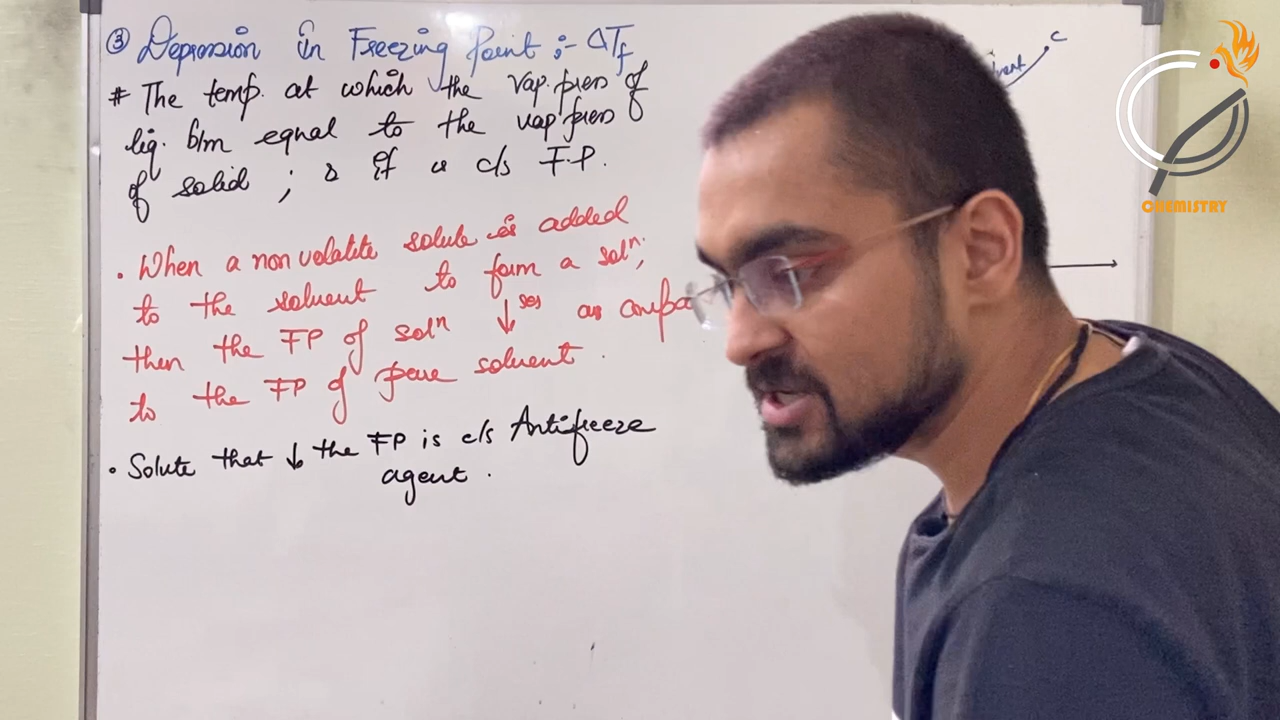 ③ Depression in Freezing Point :- ΔTf
# The temp. at which the vap. pres of
liq. b/m equal to the vap. pres
of solid ; & it is c/s F.P.
• When a non volatile solute is added
to the solvent to form a solⁿ;
then the FP of solⁿ ↓ses as compa
to the FP of pure solvent.
• Solute that ↓ the FP is c/s Antifreeze
agent.
c
CHEMISTRY